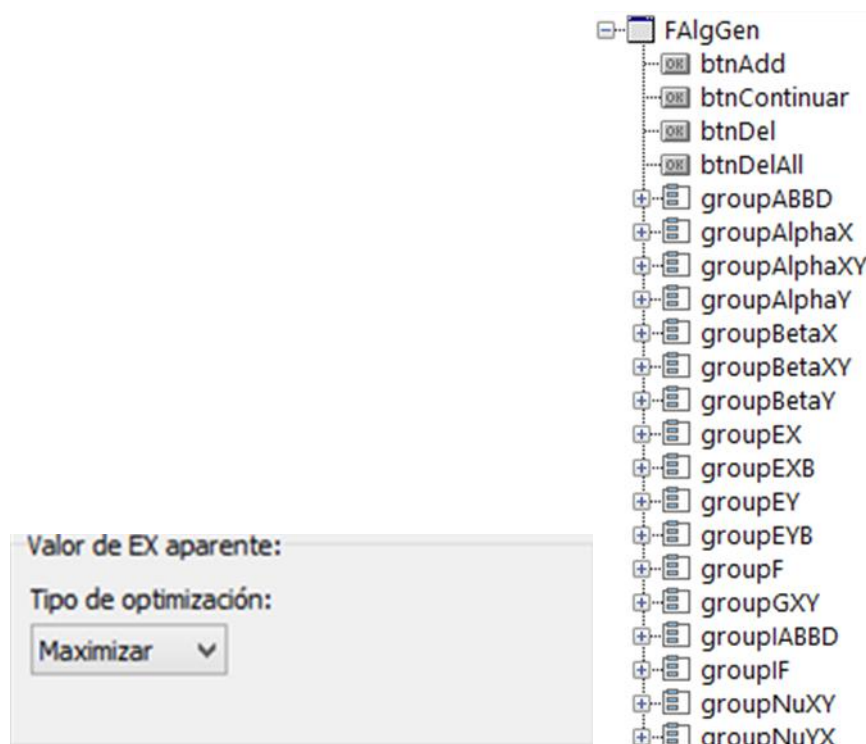 FAlgGen
btnAdd
btnContinuar
btnDel
btnDelAll
groupABBD
groupAlphaX
groupAlphaXY
groupAlphaY
groupBetaX
groupBetaXY
groupBetaY
groupEX
groupEXB
groupEY
groupEYB
groupF
groupGXY
groupIABBD
groupIF
groupNuXY
groupNuYX
Valor de EX aparente:
Tipo de optimización:
Maximizar